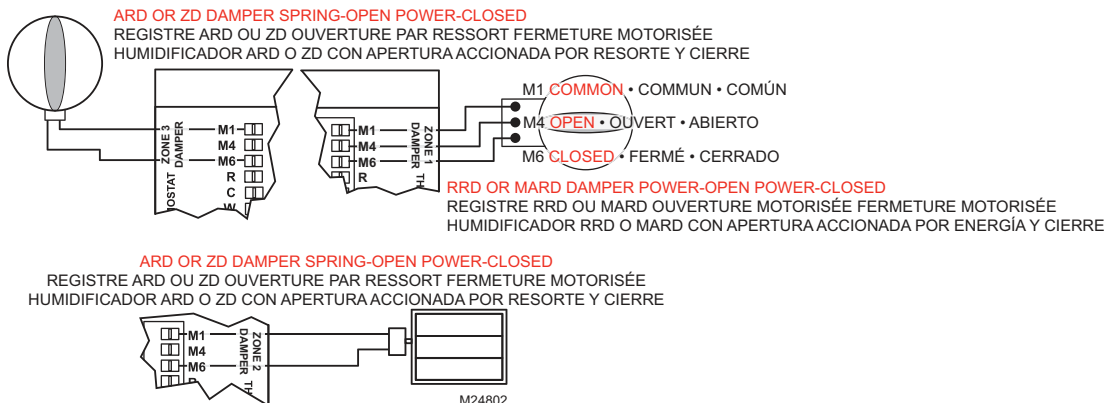 ARD OR ZD DAMPER SPRING-OPEN POWER-CLOSED
REGISTRE ARD OU ZD OUVERTURE PAR RESSORT FERMETURE MOTORISÉE
HUMIDIFICADOR ARD O ZD CON APERTURA ACCIONADA POR RESORTE Y CIERRE
ZONE 3
DAMPER
M1
M4
M6
R
C
W
M1
M4
M6
R
ZONE 1
DAMPER
TH
M1 COMMON • COMMUN • COMÚN
M4 OPEN • OUVERT • ABIERTO
M6 CLOSED • FERMÉ • CERRADO
RRD OR MARD DAMPER POWER-OPEN POWER-CLOSED
REGISTRE RRD OU MARD OUVERTURE MOTORISÉE FERMETURE MOTORISÉE
HUMIDIFICADOR RRD O MARD CON APERTURA ACCIONADA POR ENERGÍA Y CIERRE
ARD OR ZD DAMPER SPRING-OPEN POWER-CLOSED
REGISTRE ARD OU ZD OUVERTURE PAR RESSORT FERMETURE MOTORISÉE
HUMIDIFICADOR ARD O ZD CON APERTURA ACCIONADA POR RESORTE Y CIERRE
M1
M4
M6
ZONE 2
DAMPER
TH
M24802